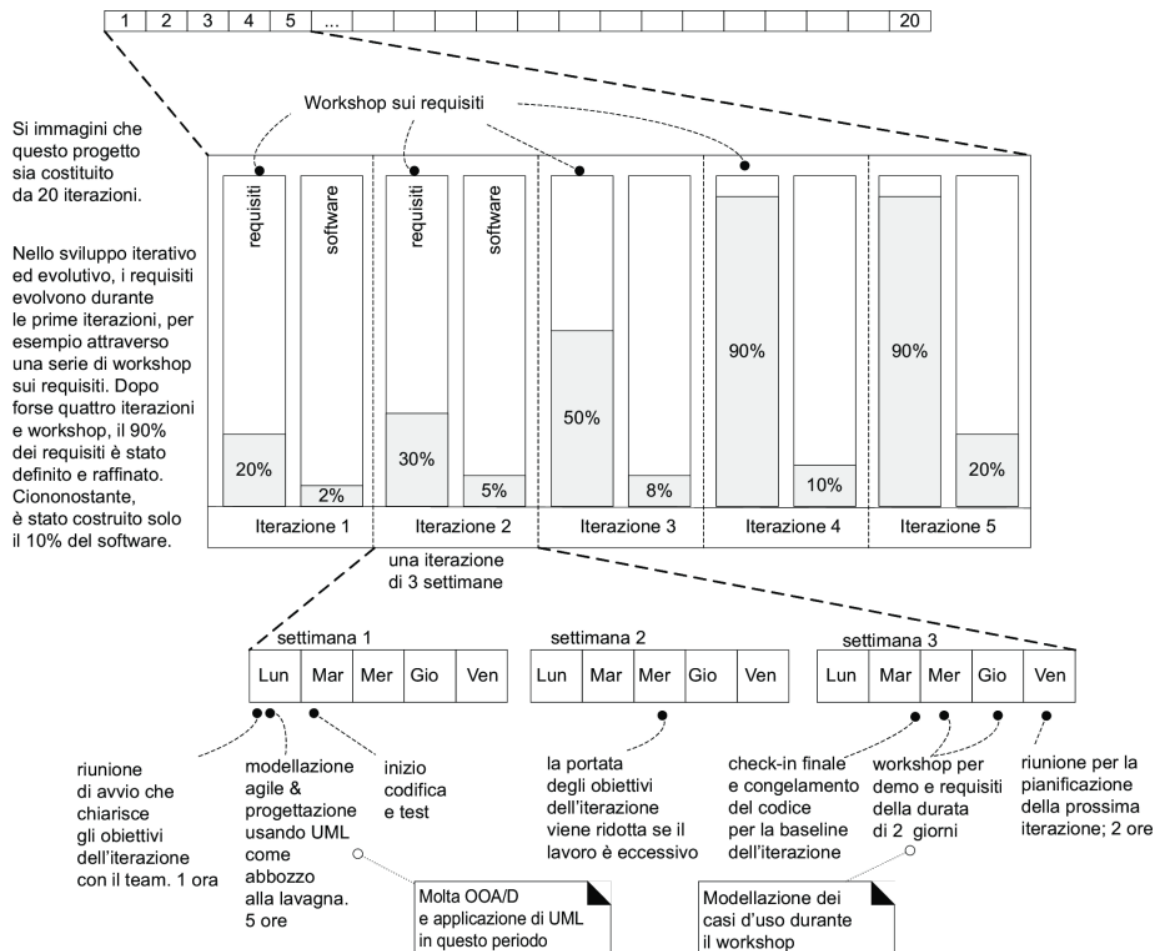 1 2 3 4 5 ... 20
Workshop sui requisiti
Si immagini che
questo progetto
sia costituito
da 20 iterazioni.
Nello sviluppo iterativo
ed evolutivo, i requisiti
evolvono durante
le prime iterazioni, per
esempio attraverso
una serie di workshop
sui requisiti. Dopo
forse quattro iterazioni
e workshop, il 90%
dei requisiti è stato
definito e raffinato.
Ciononostante,
è stato costruito solo
il 10% del software.
requisiti
software
requisiti
software
20%
2%
30%
5%
50%
8%
90%
10%
90%
20%
Iterazione 1
Iterazione 2
Iterazione 3
Iterazione 4
Iterazione 5
una iterazione
di 3 settimane
settimana 1
Lun Mar Mer Gio Ven
settimana 2
Lun Mar Mer Gio Ven
settimana 3
Lun Mar Mer Gio Ven
riunione
di avvio che
chiarisce
gli obiettivi
dell'iterazione
con il team. 1 ora
modellazione
agile &
progettazione
usando UML
come
abbozzo
alla lavagna.
5 ore
inizio
codifica
e test
la portata
degli obiettivi
dell'iterazione
viene ridotta se il
lavoro è eccessivo
check-in finale
e congelamento
del codice
per la baseline
dell'iterazione
workshop per
demo e requisiti
della durata
di 2 giorni
riunione per la
pianificazione
della prossima
iterazione; 2 ore
Molta OOA/D
e applicazione di UML
in questo periodo
Modellazione dei
casi d'uso durante
il workshop